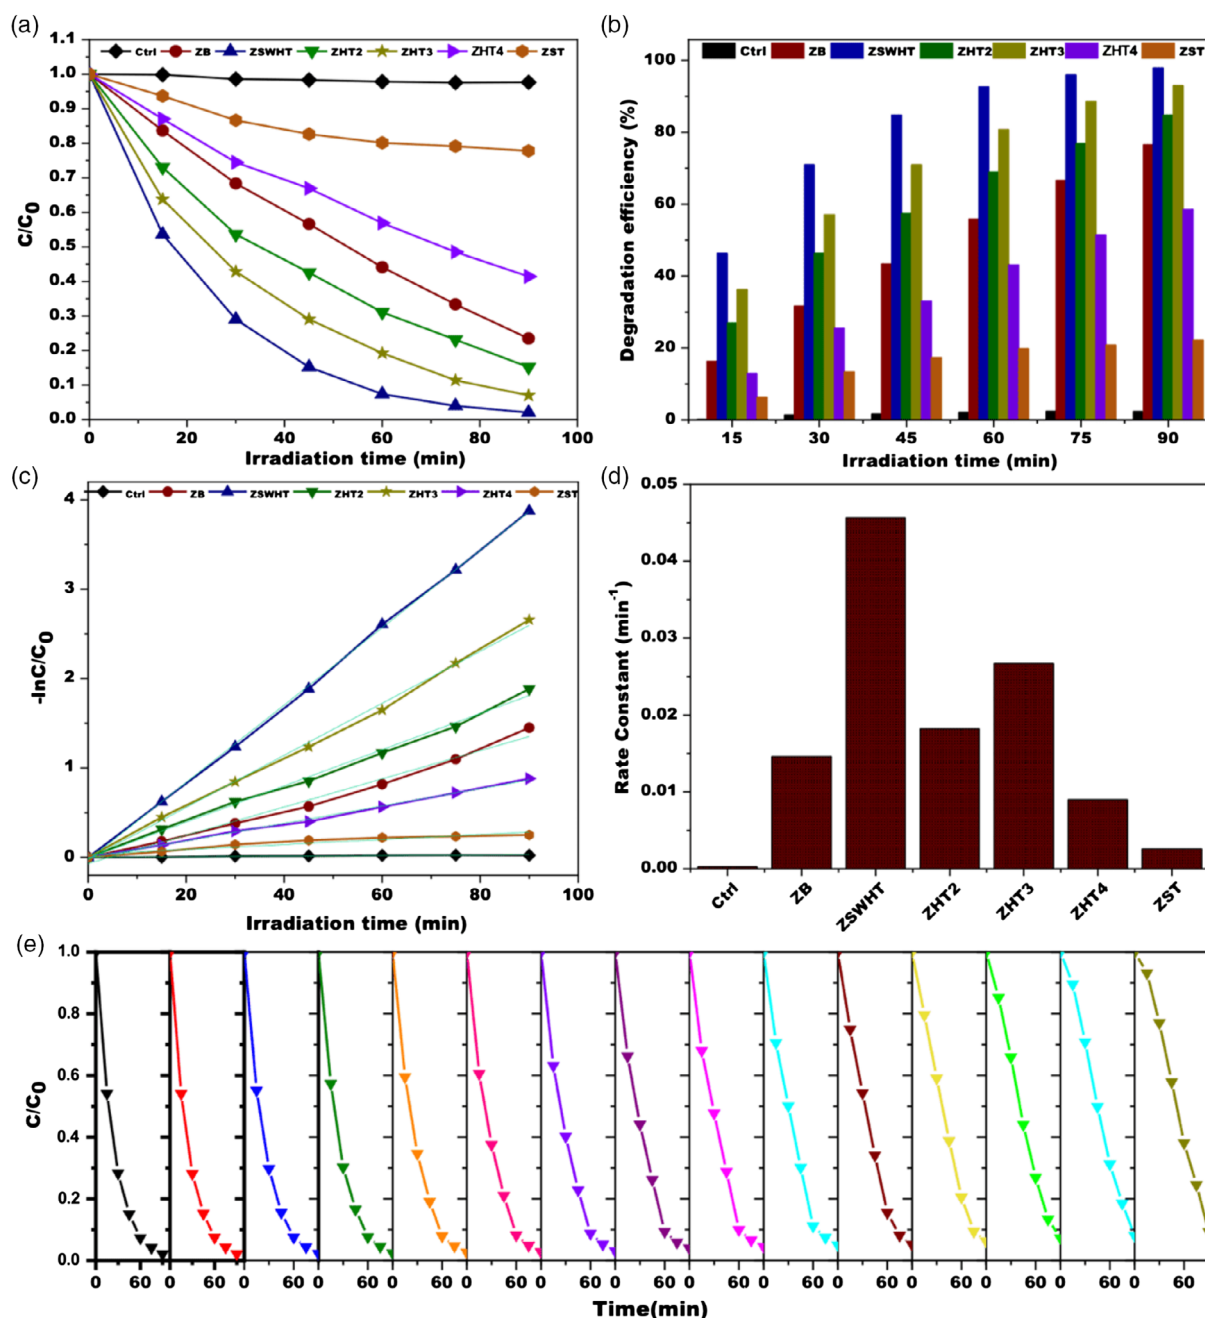 (a)
Ctrl ZB ZSWHT ZHT2 ZHT3 ZHT4 ZST
1.1
1.0
0.9
0.8
0.7
0.6
0.5
0.4
0.3
0.2
0.1
0.0
C/C0
0 20 40 60 80 100
Irradiation time (min)
(b)
Ctrl ZB ZSWHT ZHT2 ZHT3 ZHT4 ZST
100
80
60
40
20
0
Degradation efficiency (%)
15 30 45 60 75 90
Irradiation time (min)
(c)
Ctrl ZB ZSWHT ZHT2 ZHT3 ZHT4 ZST
4
3
2
1
0
-lnC/C0
0 20 40 60 80 100
Irradiation time (min)
(d)
0.05
0.04
0.03
0.02
0.01
0.00
Rate Constant (min-1)
Ctrl ZB ZSWHT ZHT2 ZHT3 ZHT4 ZST
(e)
1.0
0.8
0.6
0.4
0.2
0.0
C/C0
0 60 0 60 0 60 0 60 0 60 0 60 0 60 0 60 0 60 0 60 0 60 0 60 0 60 0 60 0 60
Time(min)